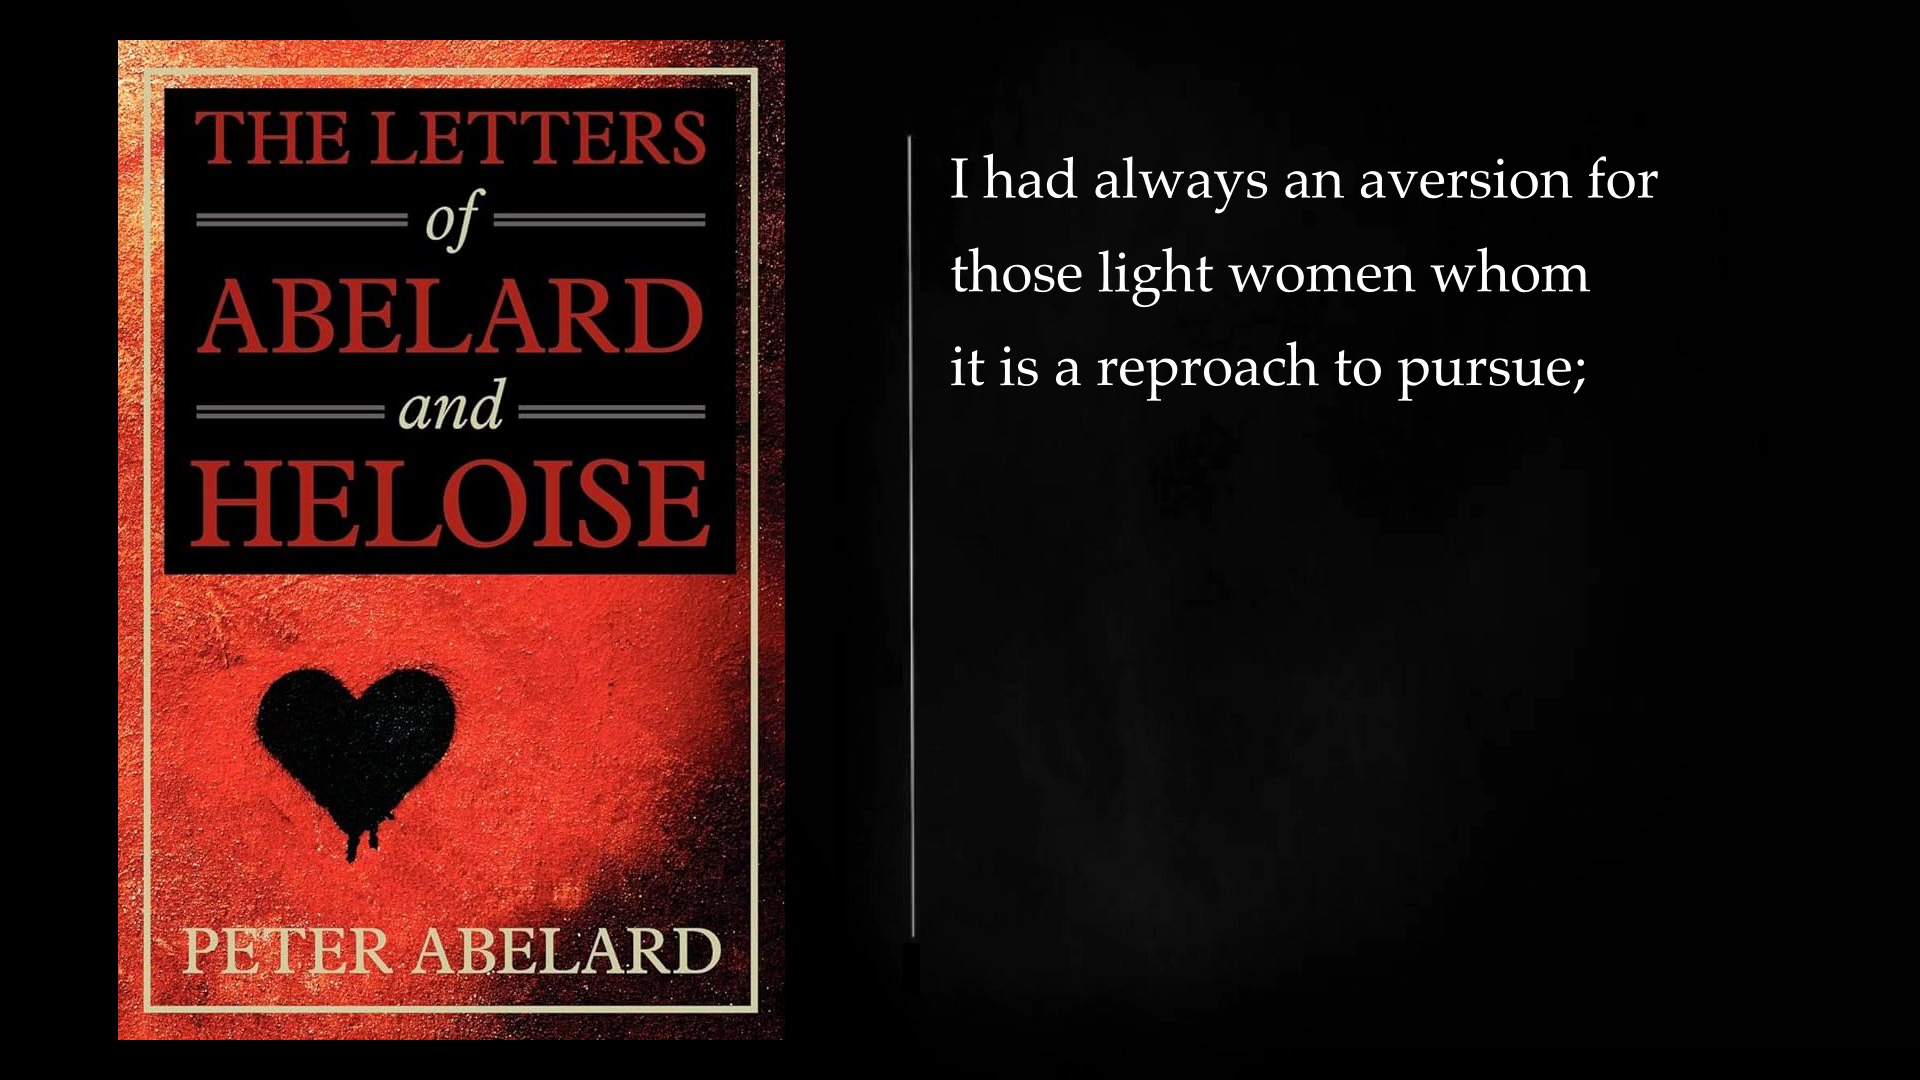 THE LETTERS
of
ABELARD
and
HELOISE
PETER ABELARD
I had always an aversion for
those light women whom
it is a reproach to pursue;